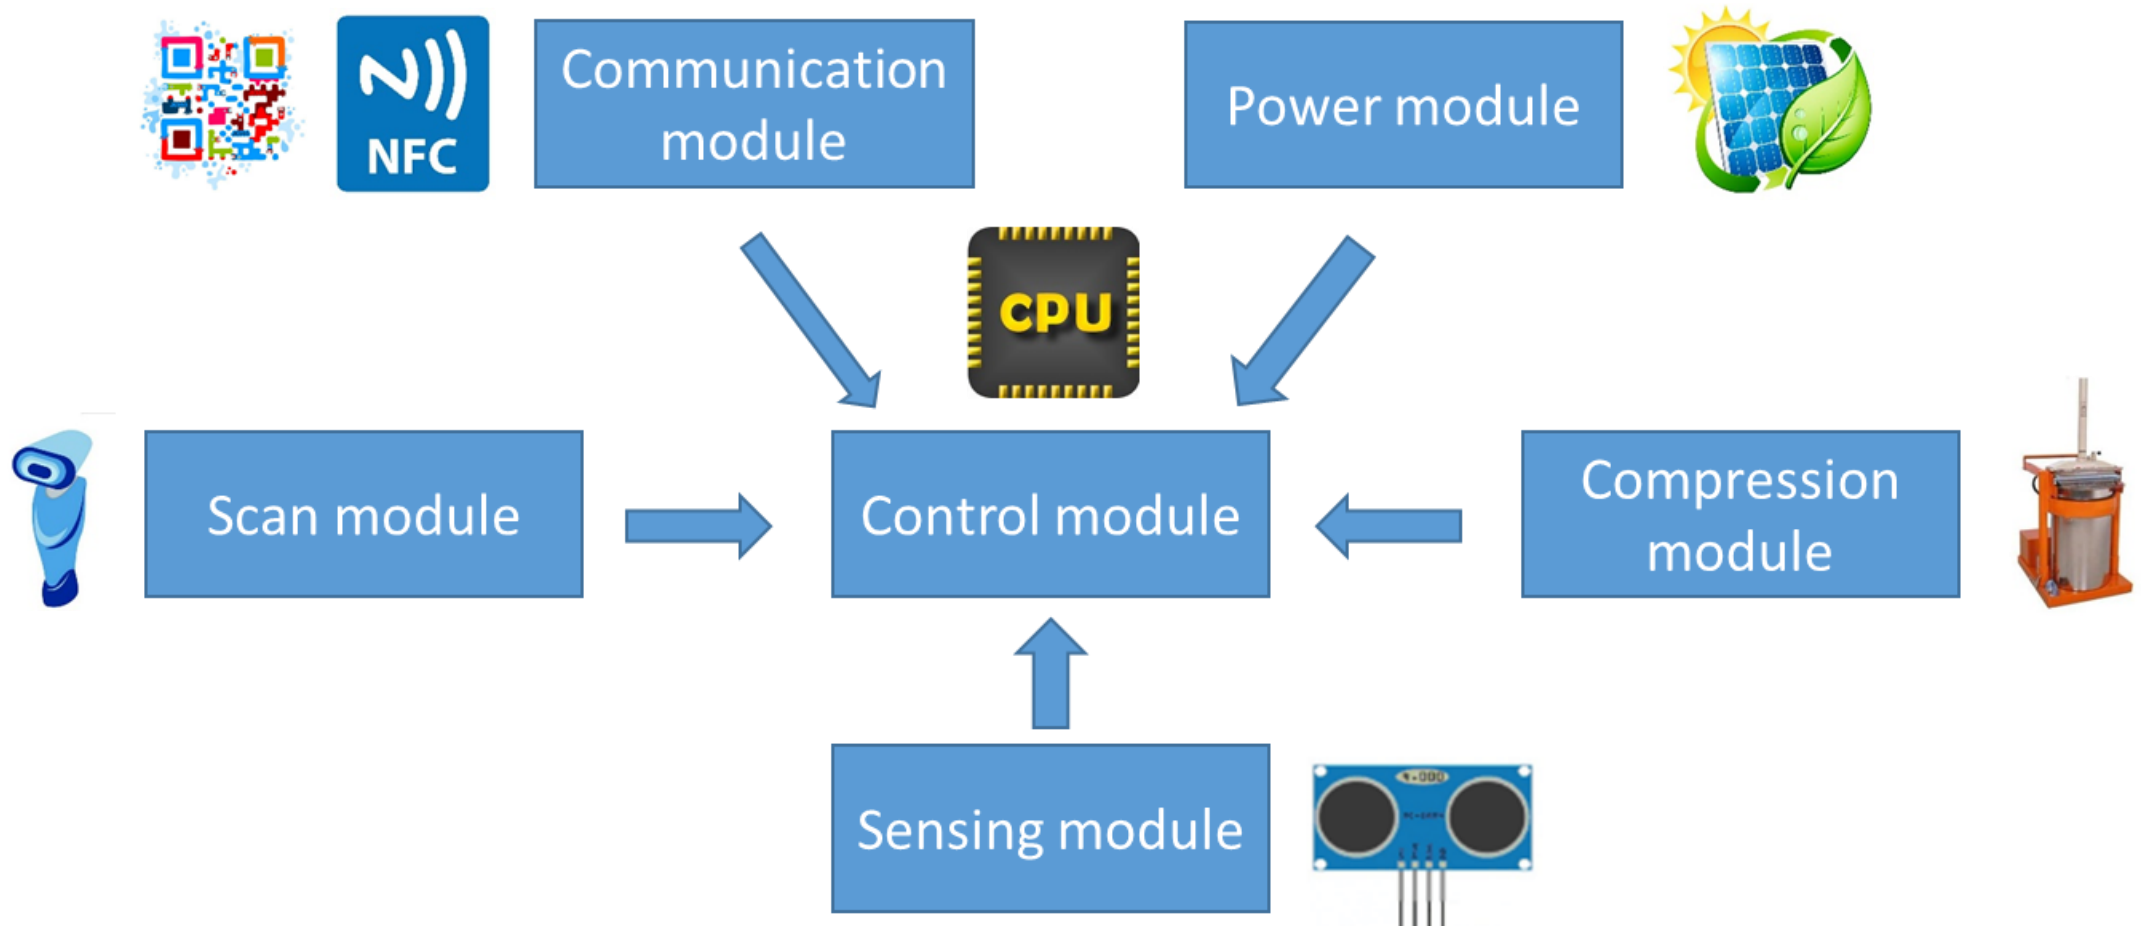 NFC
Communication
module
Power module
CPU
Scan module
Control module
Compression
module
Sensing module